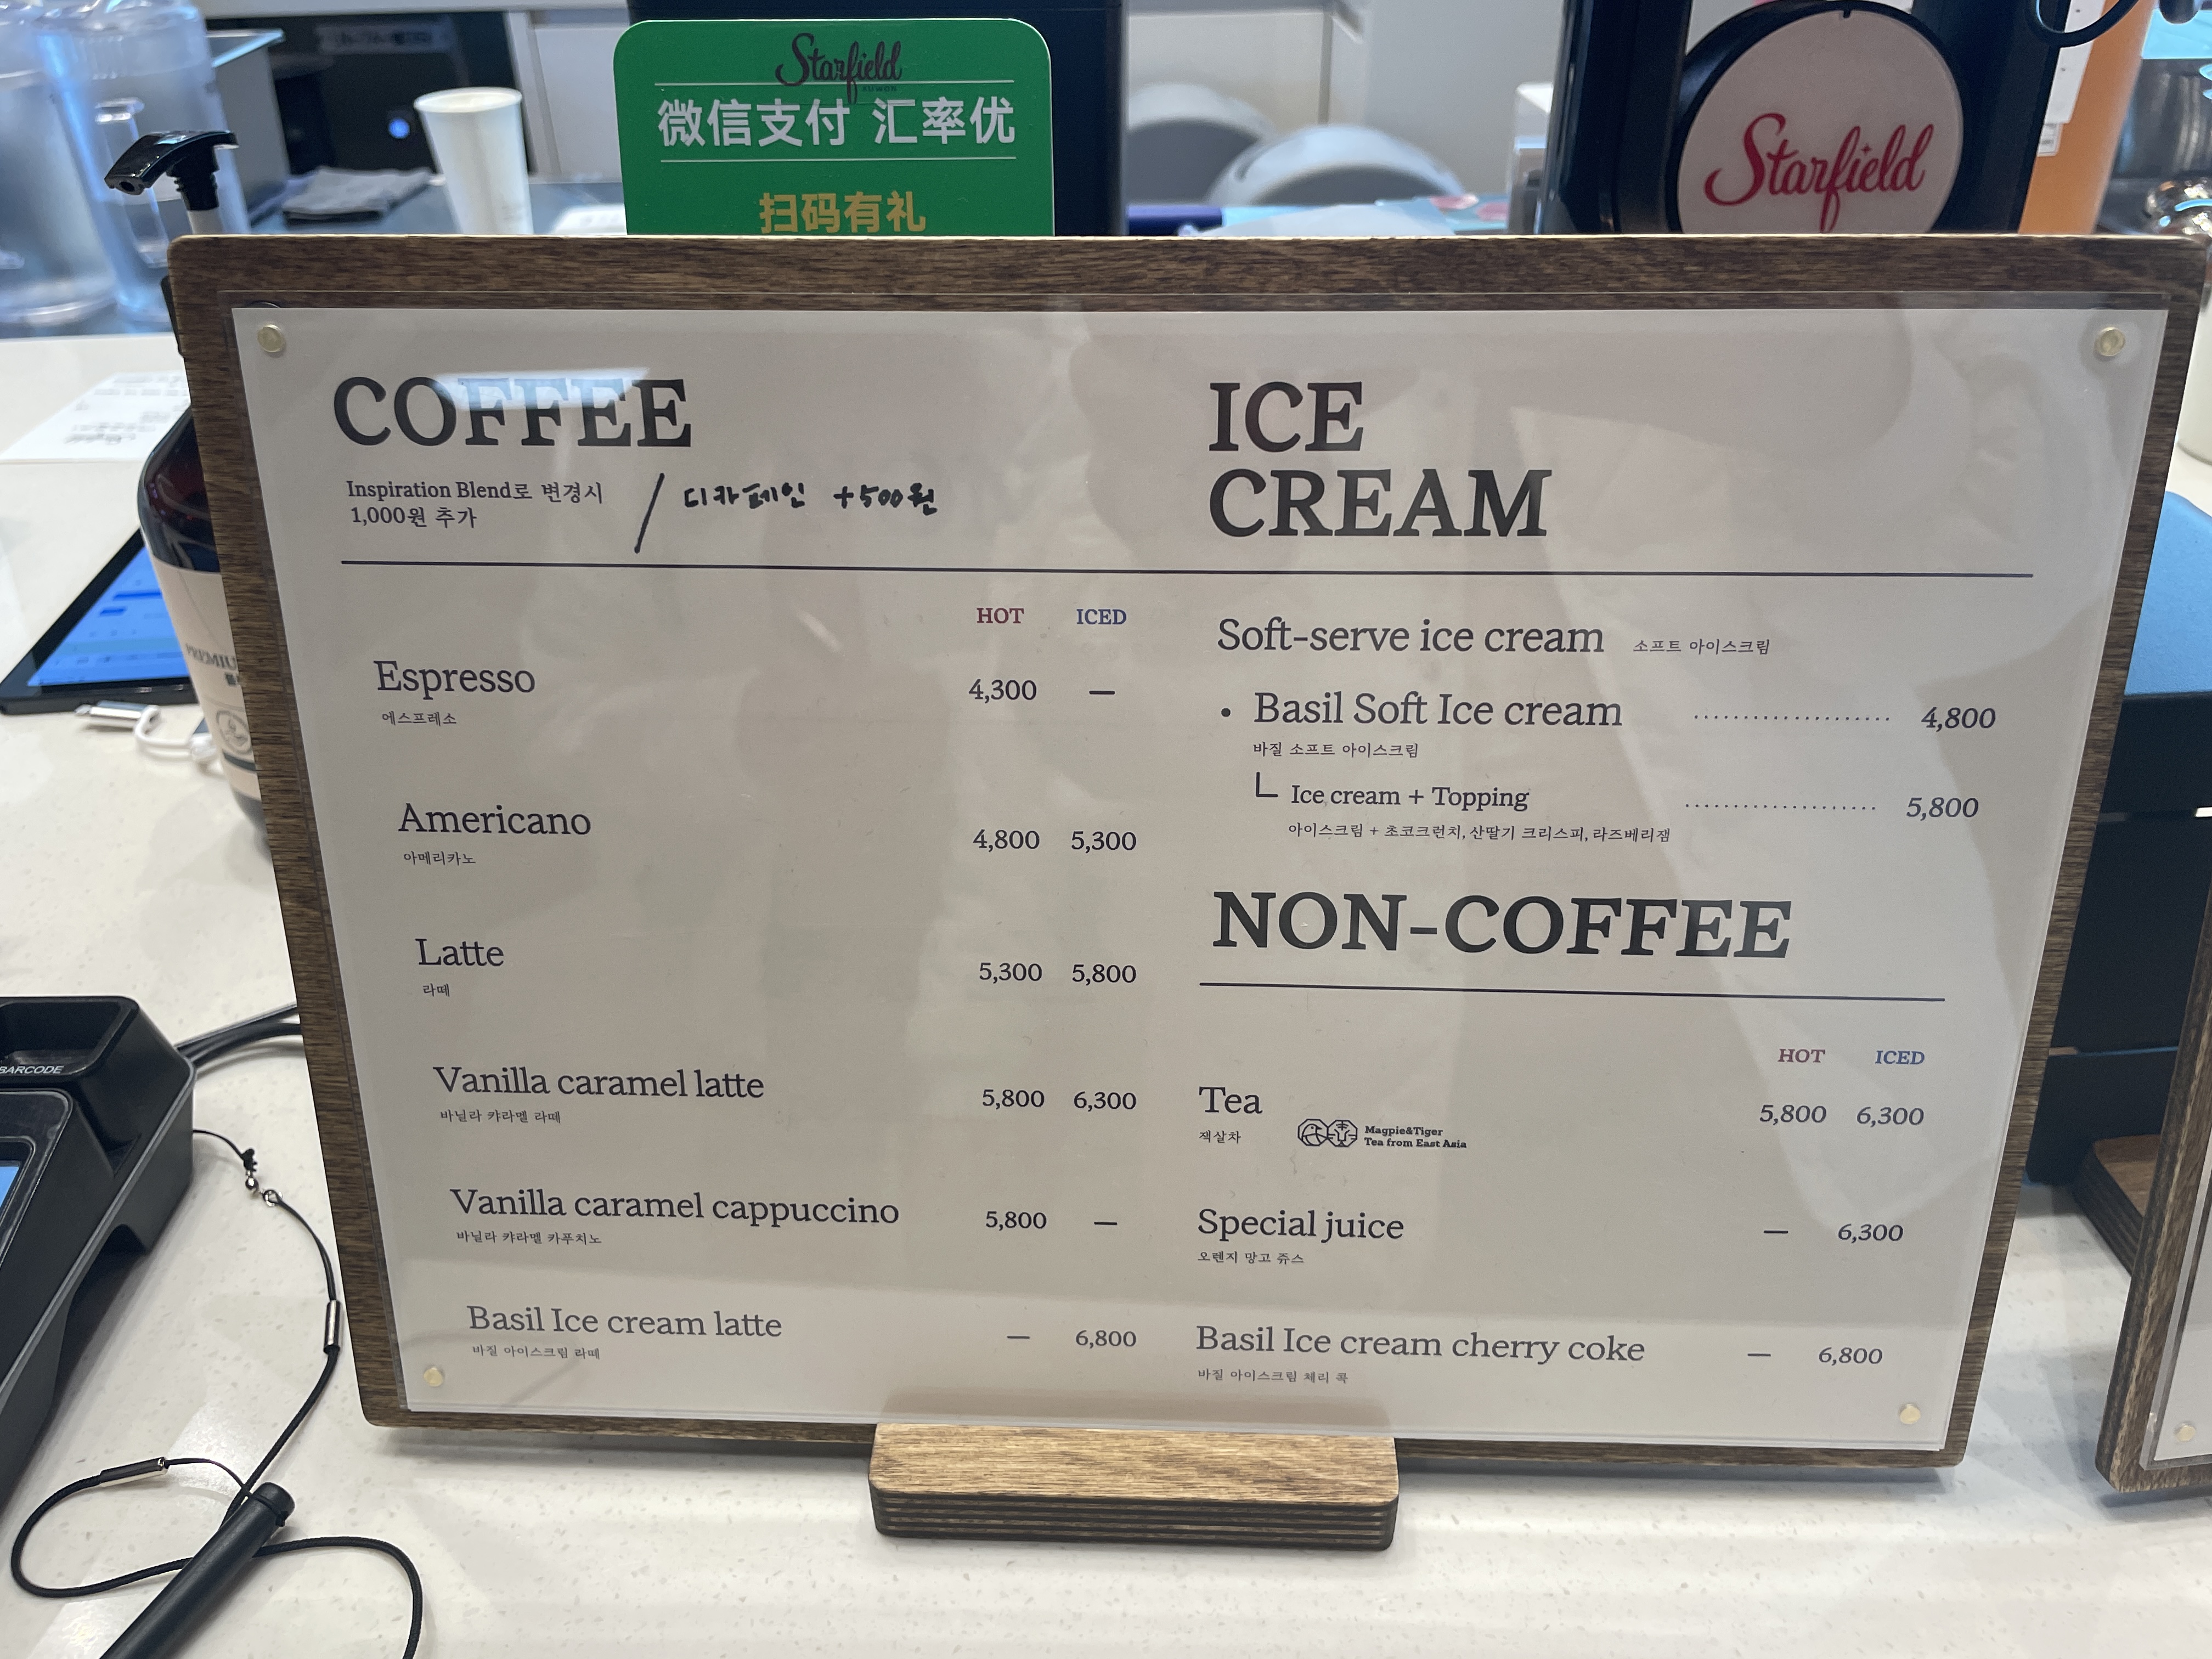 Starfield
SUWON
微信支付 汇率优
扫码有礼
Starfield
COFFEE
Inspiration Blend로 변경시
1,000원 추가
/ 디카페인 +500원
HOT ICED
Espresso 4,300 —
에스프레소
Americano 4,800 5,300
아메리카노
Latte 5,300 5,800
라떼
Vanilla caramel latte 5,800 6,300
바닐라 캬라멜 라떼
Vanilla caramel cappuccino 5,800 —
바닐라 캬라멜 카푸치노
Basil Ice cream latte — 6,800
바질 아이스크림 라떼
ICE
CREAM
Soft-serve ice cream 소프트 아이스크림
• Basil Soft Ice cream .................... 4,800
바질 소프트 아이스크림
Ice cream + Topping .................... 5,800
아이스크림 + 초코크런치, 산딸기 크리스피, 라즈베리잼
NON-COFFEE
HOT ICED
Tea 5,800 6,300
잭살차
Magpie&Tiger
Tea from East Asia
Special juice — 6,300
오렌지 망고 쥬스
Basil Ice cream cherry coke — 6,800
바질 아이스크림 체리 콕
BARCODE